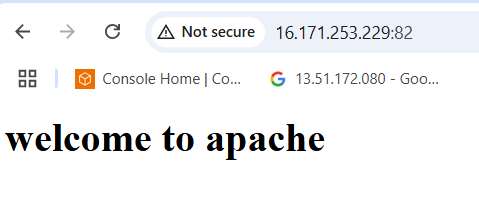 Not secure 16.171.253.229:82
Console Home | Co... 13.51.172.080 - Goo...
welcome to apache